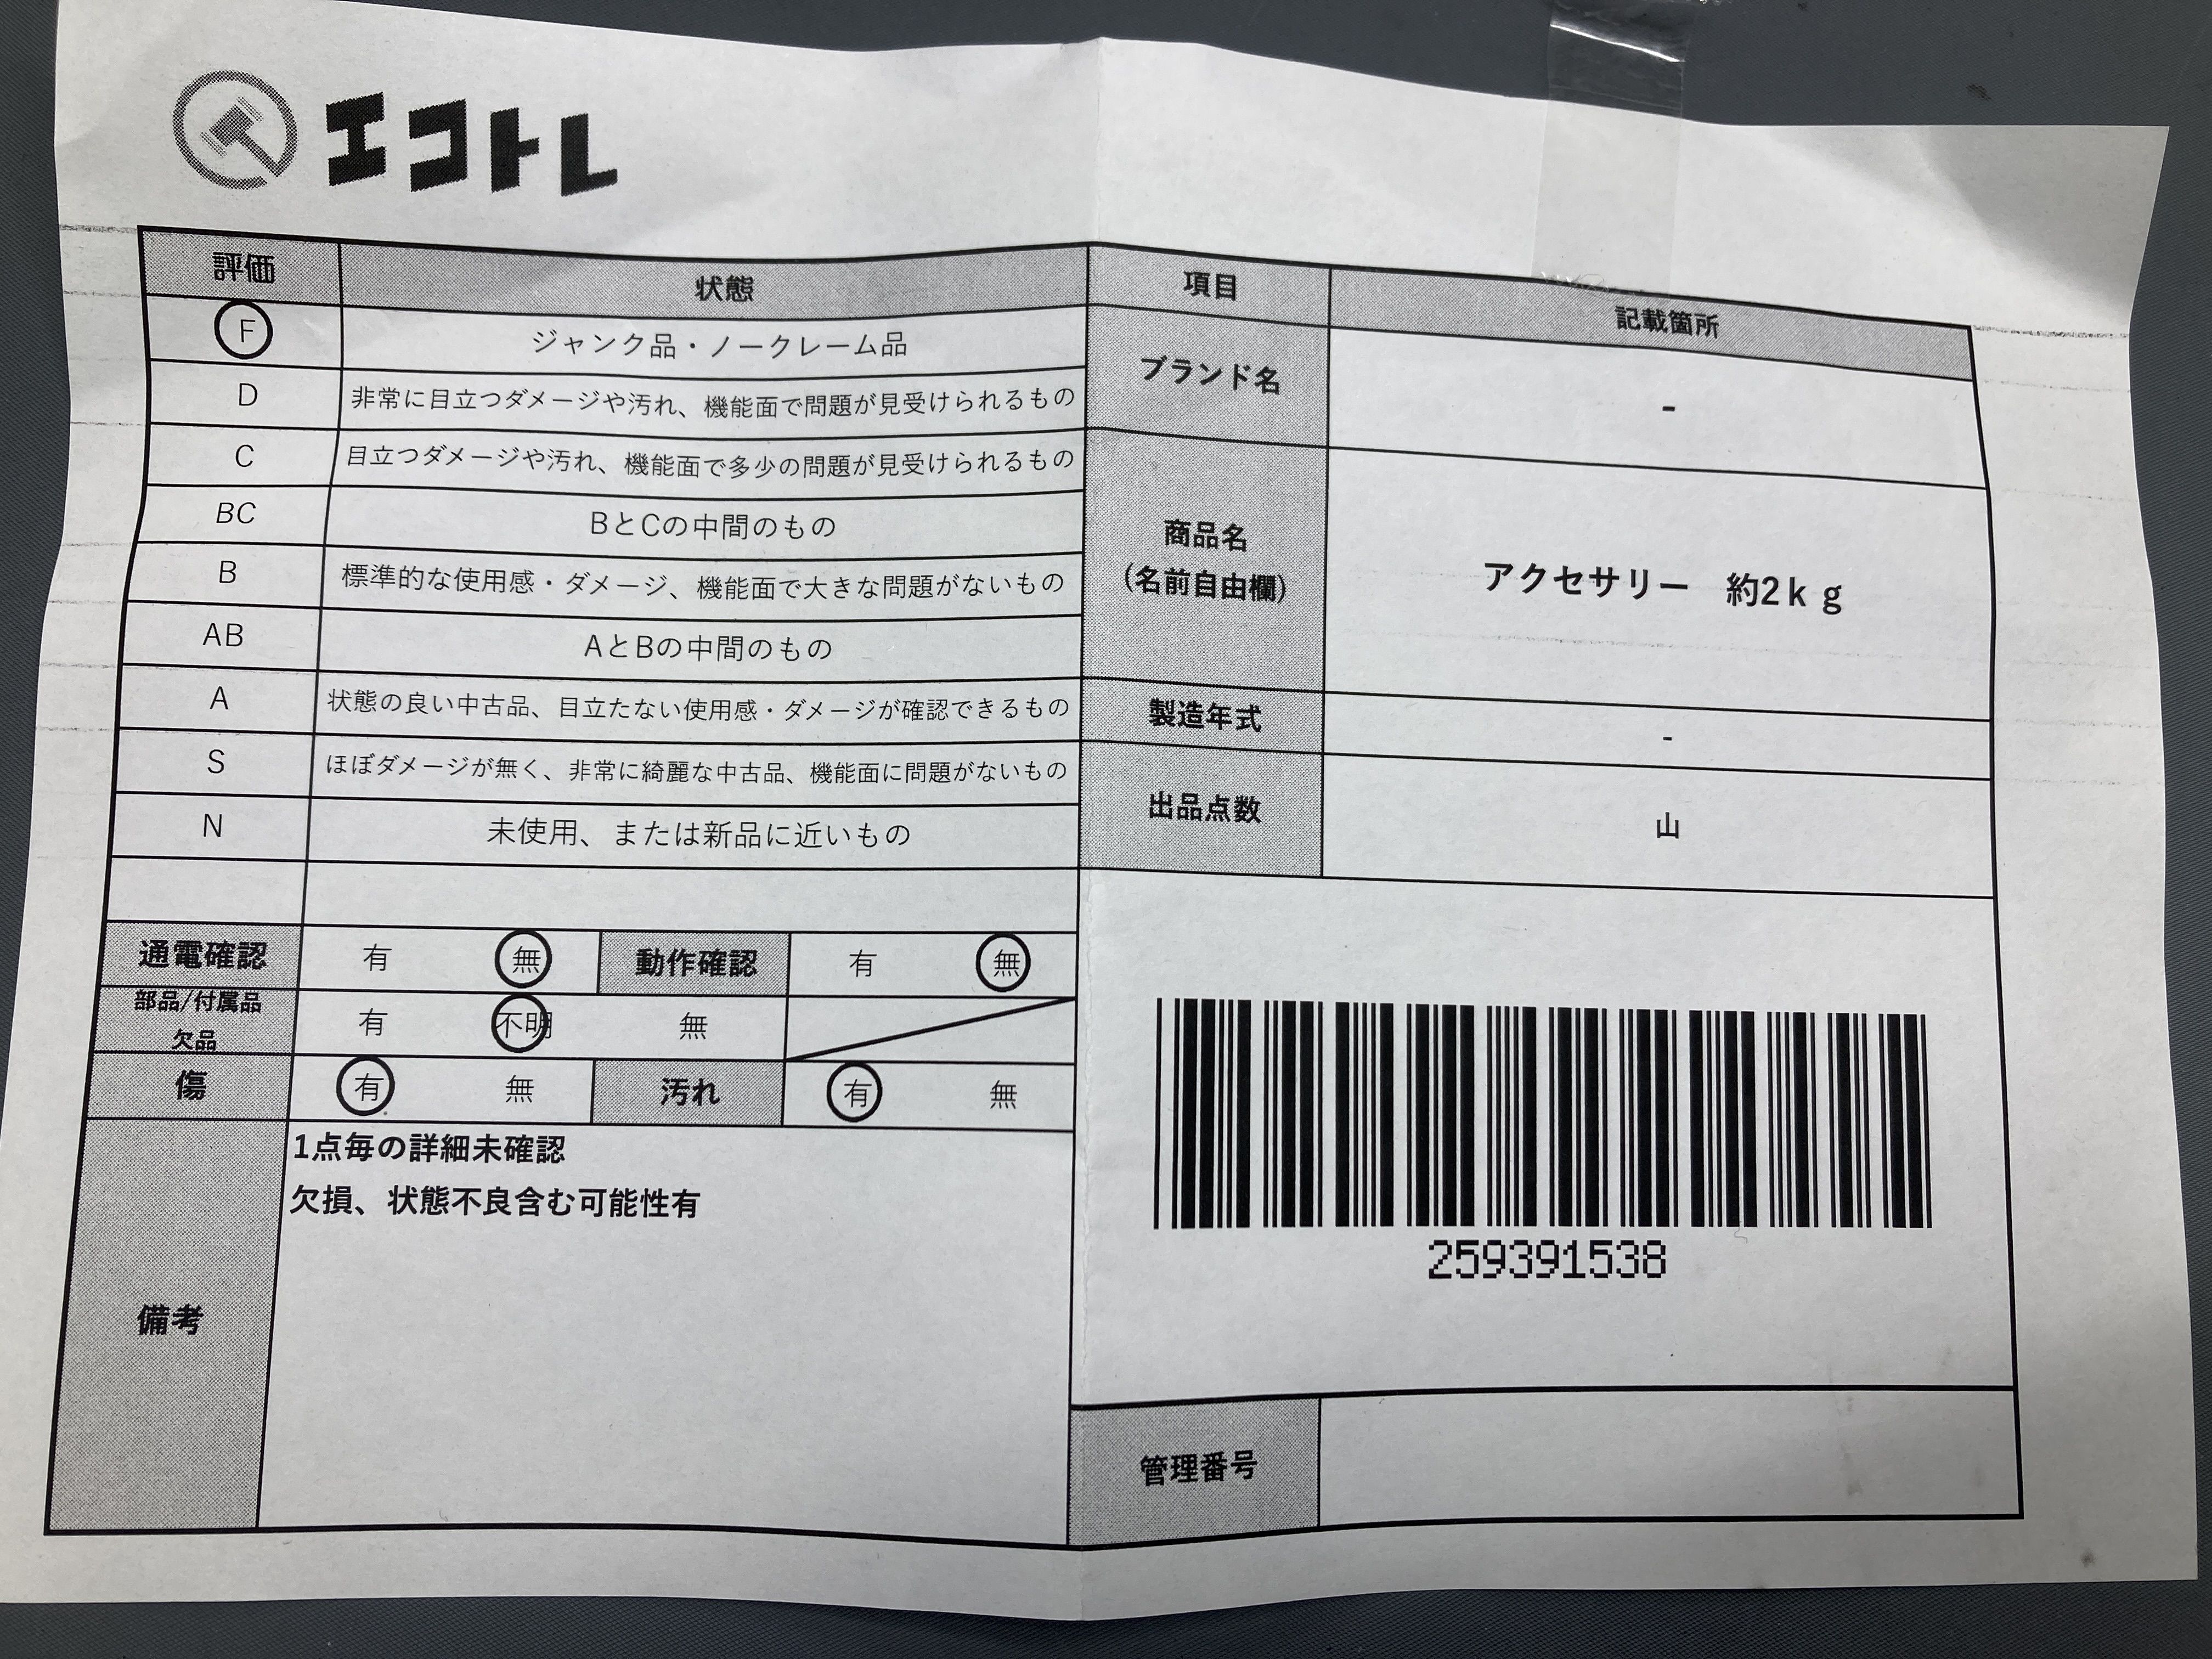 エコトレ
評価 状態
F ジャンク品・ノークレーム品
D 非常に目立つダメージや汚れ、機能面で問題が見受けられるもの
C 目立つダメージや汚れ、機能面で多少の問題が見受けられるもの
BC BとCの中間のもの
B 標準的な使用感・ダメージ、機能面で大きな問題がないもの
AB AとBの中間のもの
A 状態の良い中古品、目立たない使用感・ダメージが確認できるもの
S ほぼダメージが無く、非常に綺麗な中古品、機能面に問題がないもの
N 未使用、または新品に近いもの
通電確認 有 無 動作確認 有 無
部品/付属品
欠品 有 不明 無
傷 有 無 汚れ 有 無
備考
1点毎の詳細未確認
欠損、状態不良含む可能性有
項目 記載箇所
ブランド名 -
商品名
(名前自由欄)
アクセサリー 約2kg
製造年式 -
出品点数 山
259391538
管理番号